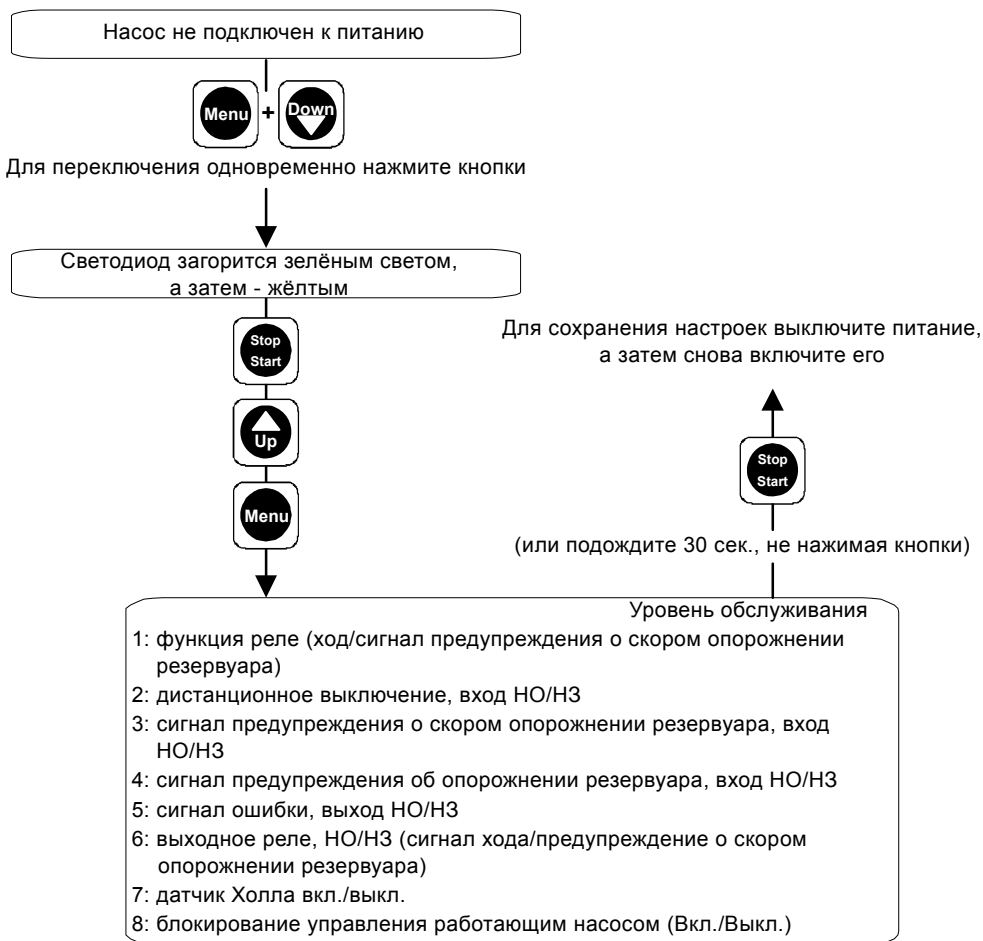 Насос не подключен к питанию
Menu + Down
Для переключения одновременно нажмите кнопки
Светодиод загорится зелёным светом,
а затем - жёлтым
Stop
Start
Up
Menu
Для сохранения настроек выключите питание,
а затем снова включите его
Stop
Start
(или подождите 30 сек., не нажимая кнопки)
Уровень обслуживания
1: функция реле (ход/сигнал предупреждения о скором опорожнении
резервуара)
2: дистанционное выключение, вход НО/НЗ
3: сигнал предупреждения о скором опорожнении резервуара, вход
НО/НЗ
4: сигнал предупреждения об опорожнении резервуара, вход НО/НЗ
5: сигнал ошибки, выход НО/НЗ
6: выходное реле, НО/НЗ (сигнал хода/предупреждение о скором
опорожнении резервуара)
7: датчик Холла вкл./выкл.
8: блокирование управления работающим насосом (Вкл./Выкл.)